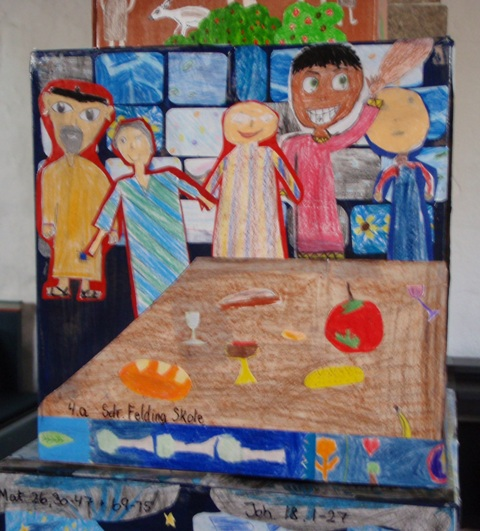 4.a Sdr Felding Skole
Mat 26,30-47 + 69-75
Joh 18,1-27